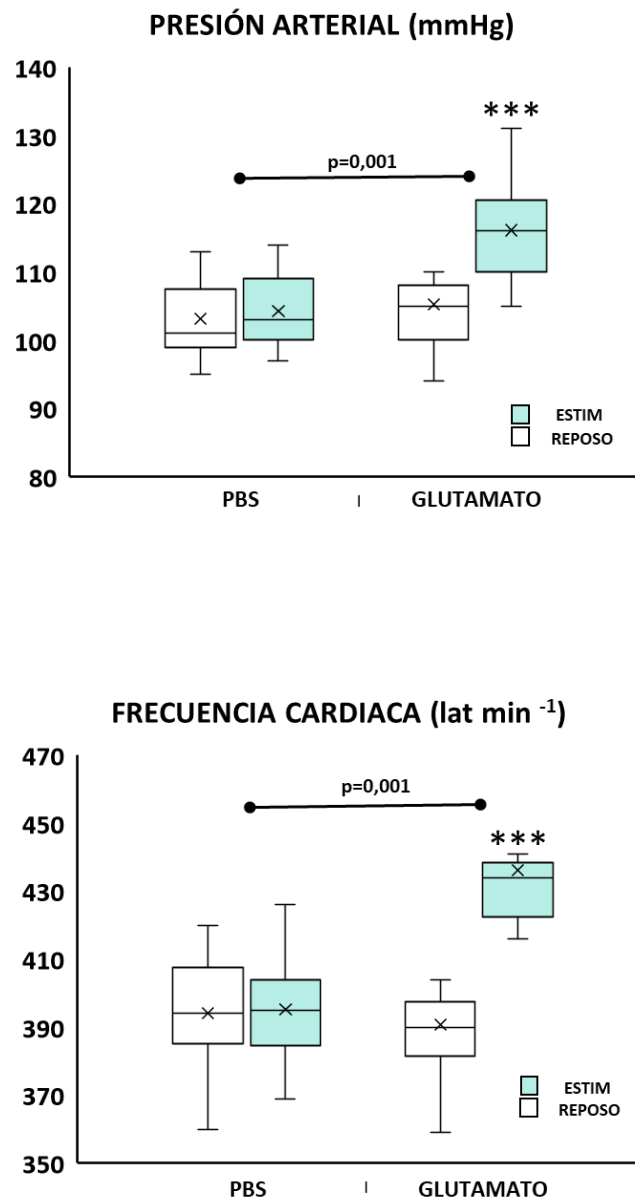 PRESIÓN ARTERIAL (mmHg)
140
130
120
110
100
90
80
p=0,001
***
ESTIM
REPOSO
PBS
GLUTAMATO
FRECUENCIA CARDIACA (lat min -1)
470
450
430
410
390
370
350
p=0,001
***
ESTIM
REPOSO
PBS
GLUTAMATO